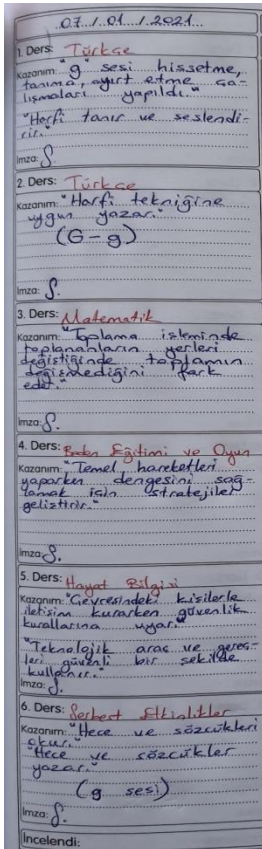 07./01./2021...
1. Ders: Türkçe
Kazanım: "g" sesi hissetme,
tanıma, ayırt etme ça-
lışmaları yapıldı."
"Harfi tanır ve seslendi-
rir."
İmza:
2. Ders: Türkçe
Kazanım: "Harfi tekniğine
uygun yazar."
(G-g)
İmza:
3. Ders: Matematik
Kazanım: "Toplama işleminde
toplananların yerleri
değiştiğinde toplamın
değişmediğini fark
eder."
İmza:
4. Ders: Beden Eğitimi ve Oyun
Kazanım: "Temel hareketleri
yaparken dengesini sağ-
lamak için stratejiler
geliştirir."
İmza:
5. Ders: Hayat Bilgisi
Kazanım: "Çevresindeki kişilerle
iletişim kurarken güvenlik
kurallarına uyar."
"Teknolojik araç ve gereç-
leri güvenli bir şekilde
kullanır."
İmza:
6. Ders: Serbest Etkinlikler
Kazanım: "Hece ve sözcükleri
okur."
"Hece ve sözcükler
yazar."
(g sesi)
İmza:
İncelendi: